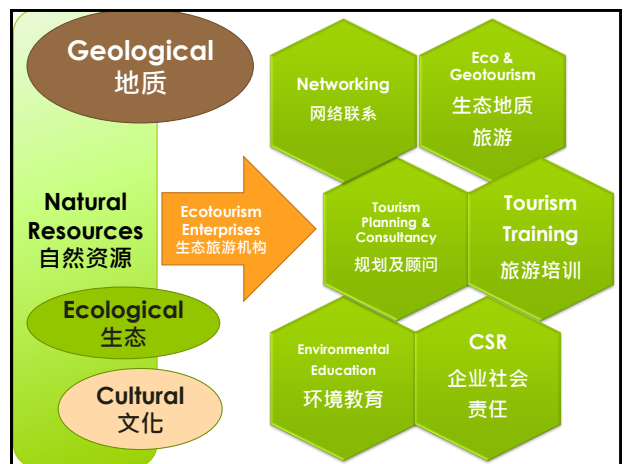 Geological
地质
Natural
Resources
自然资源
Ecological
生态
Cultural
文化
Ecotourism
Enterprises
生态旅游机构
Networking
网络联系
Eco &
Geotourism
生态地质
旅游
Tourism
Planning &
Consultancy
规划及顾问
Tourism
Training
旅游培训
Environmental
Education
环境教育
CSR
企业社会
责任